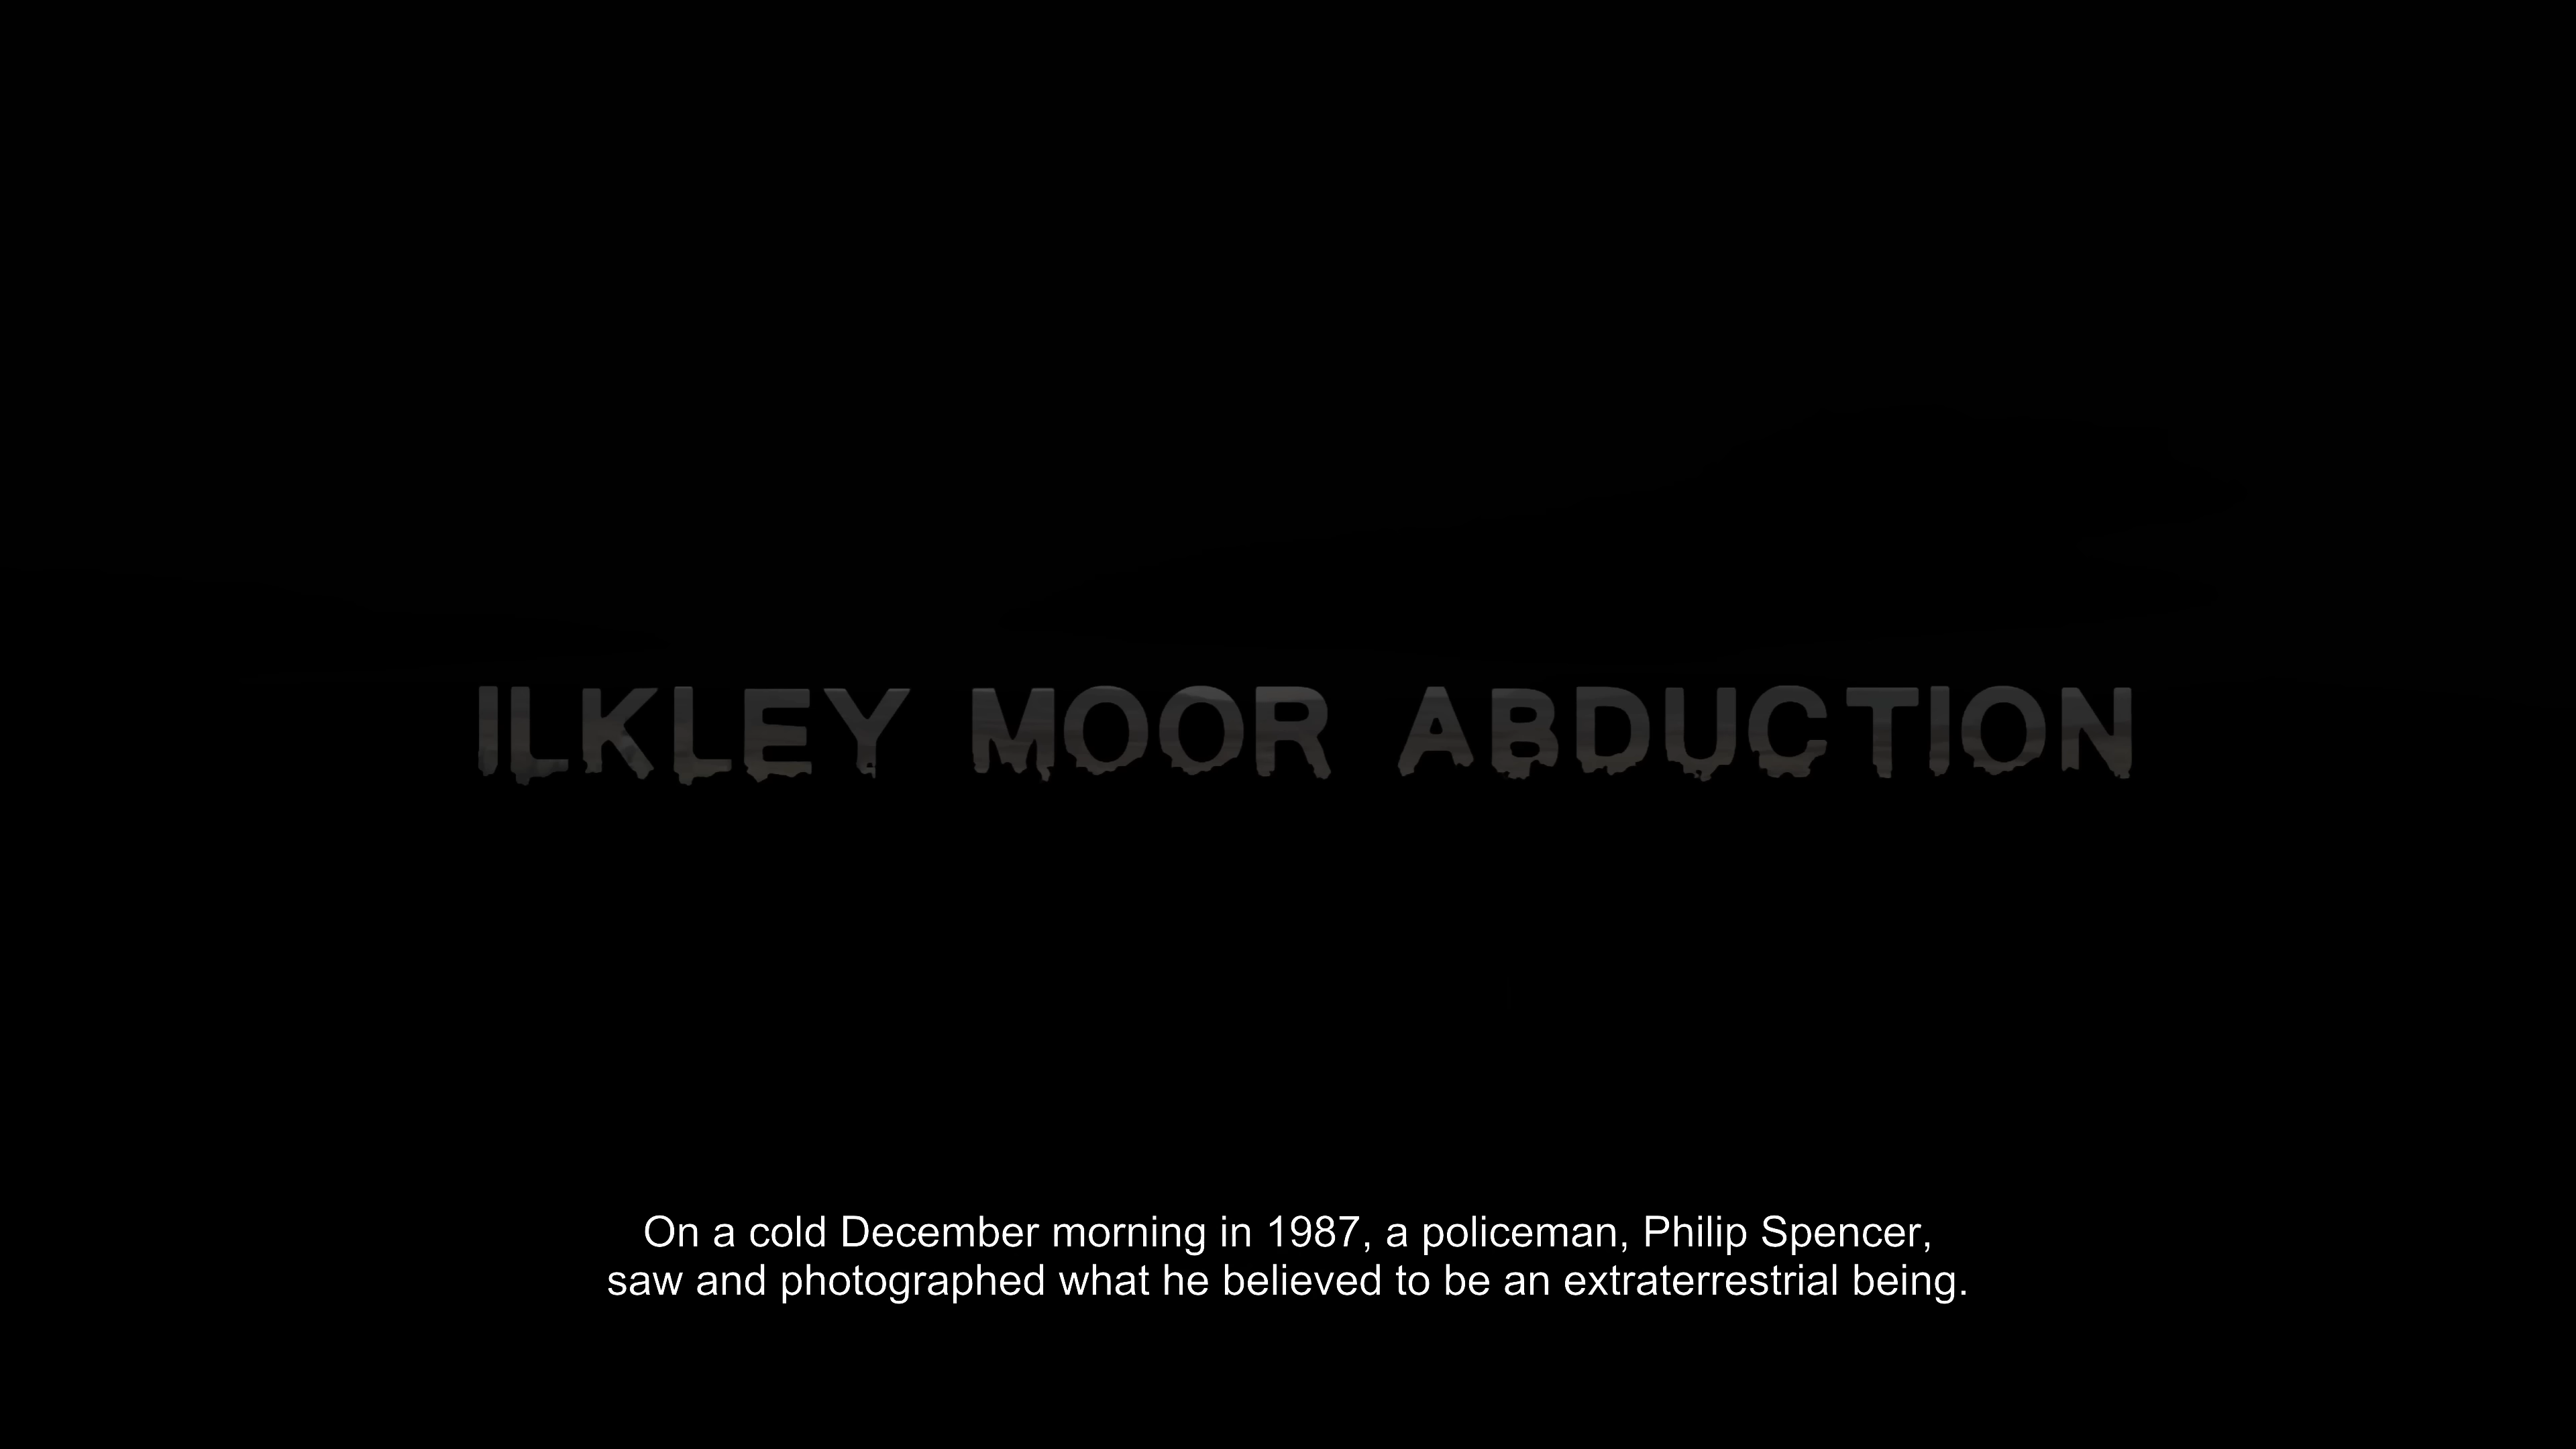 ILKLEY MOOR ABDUCTION
On a cold December morning in 1987, a policeman, Philip Spencer,
saw and photographed what he believed to be an extraterrestrial being.